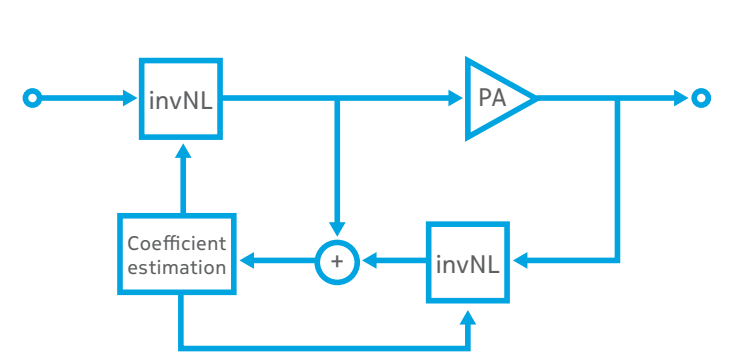 invNL
PA
Coefficient
estimation
+
invNL